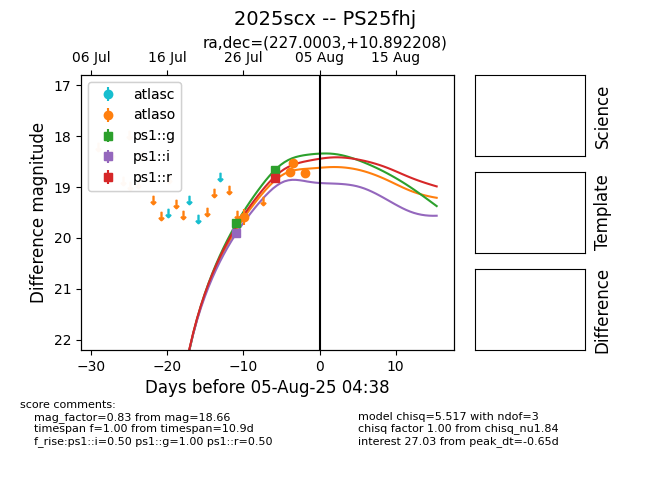 2025scx -- PS25fhj
ra,dec=(227.0003,+10.892208)
06 Jul 16 Jul 26 Jul 05 Aug 15 Aug
atlasc
atlaso
ps1::g
ps1::i
ps1::r
17
18
19
20
21
22
Difference magnitude
−30 −20 −10 0 10
Days before 05-Aug-25 04:38
Science
Template
Difference
score comments:
mag_factor=0.83 from mag=18.66
timespan f=1.00 from timespan=10.9d
f_rise:ps1::i=0.50 ps1::g=1.00 ps1::r=0.50
model chisq=5.517 with ndof=3
chisq factor 1.00 from chisq_nu1.84
interest 27.03 from peak_dt=-0.65d